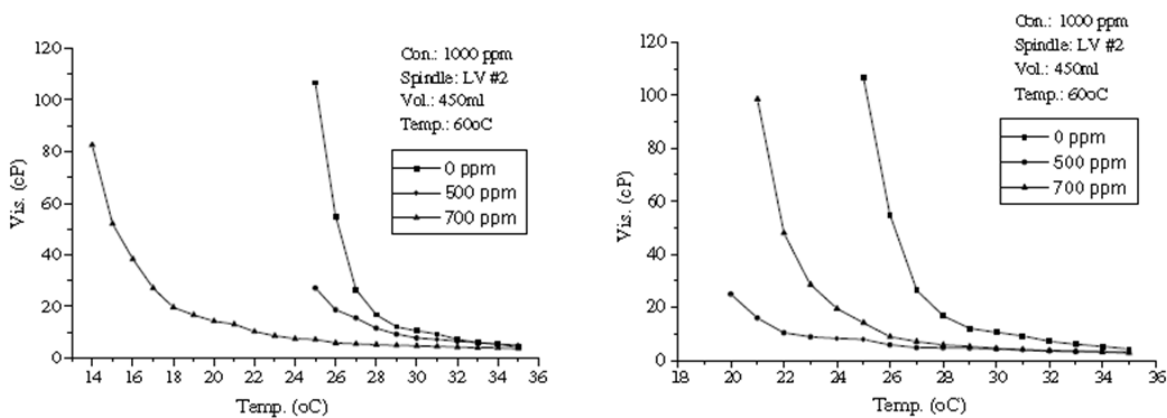 120
100
80
60
40
20
0
Vis. (cP)
Con.: 1000 ppm
Spindle: LV #2
Vol.: 450ml
Temp.: 60oC
0 ppm
500 ppm
700 ppm
14 16 18 20 22 24 26 28 30 32 34 36
Temp. (oC)
120
100
80
60
40
20
0
Vis. (cP)
Con.: 1000 ppm
Spindle: LV #2
Vol.: 450ml
Temp.: 60oC
0 ppm
500 ppm
700 ppm
18 20 22 24 26 28 30 32 34 36
Temp. (oC)